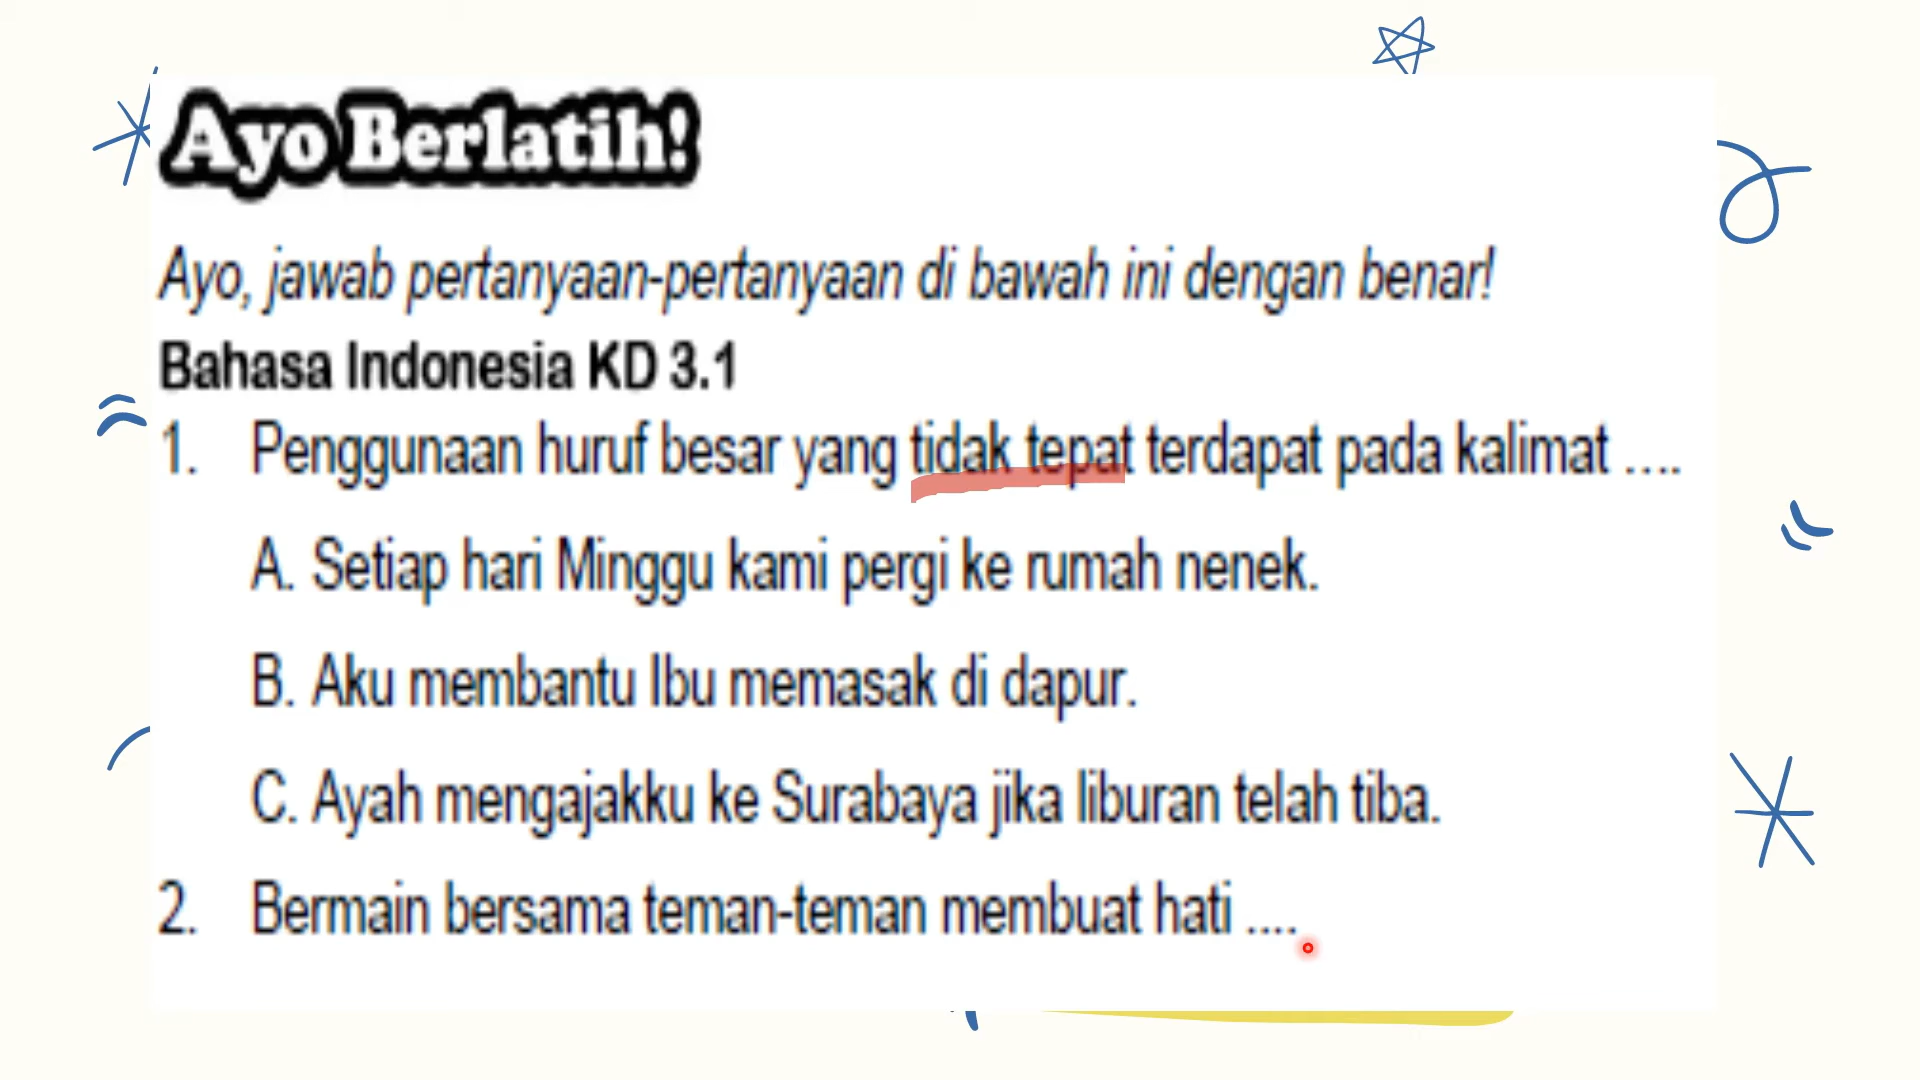 Ayo Berlatih!
Ayo, jawab pertanyaan-pertanyaan di bawah ini dengan benar!
Bahasa Indonesia KD 3.1
1. Penggunaan huruf besar yang tidak tepat terdapat pada kalimat ....
A. Setiap hari Minggu kami pergi ke rumah nenek.
B. Aku membantu Ibu memasak di dapur.
C. Ayah mengajakku ke Surabaya jika liburan telah tiba.
2. Bermain bersama teman-teman membuat hati ....